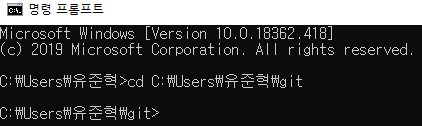 명령 프롬프트
Microsoft Windows [Version 10.0.18362.418]
(c) 2019 Microsoft Corporation. All rights reserved.
C:₩Users₩유준혁>cd C:₩Users₩유준혁₩git
C:₩Users₩유준혁₩git>